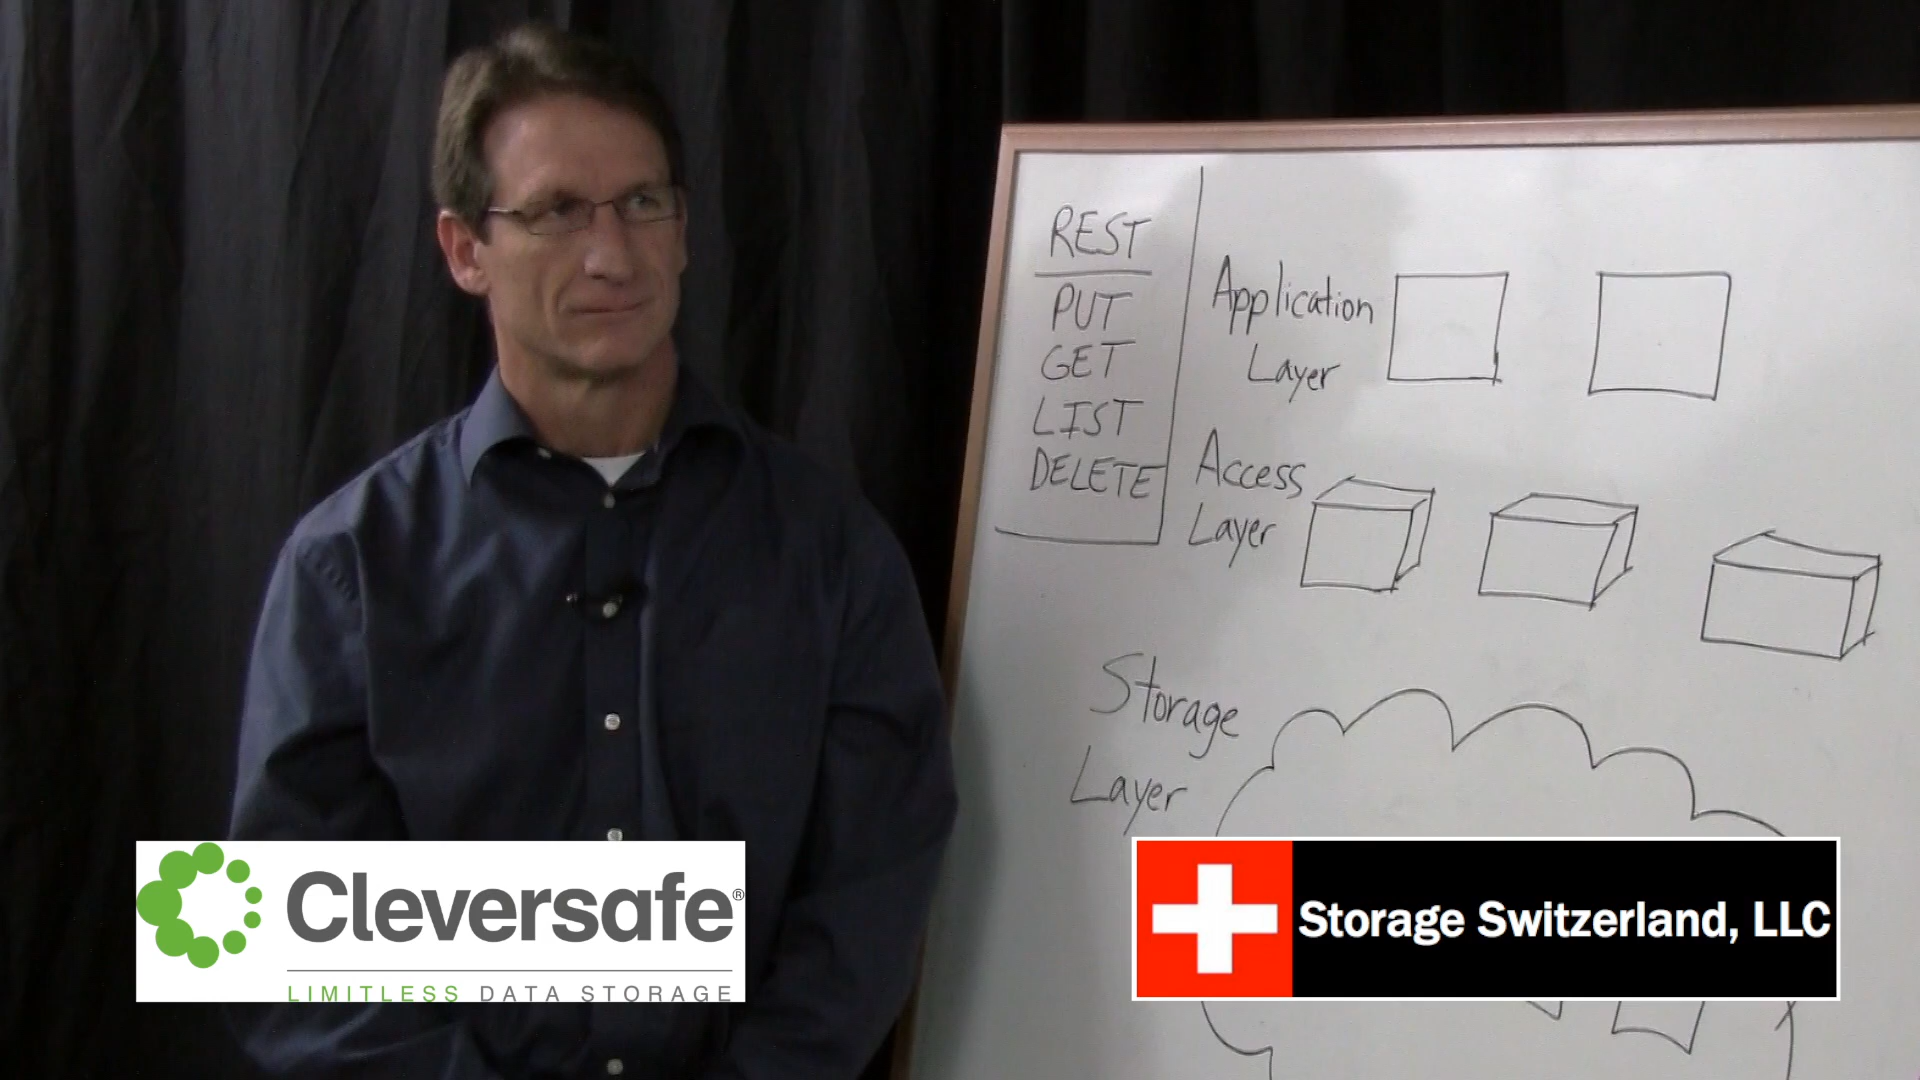 REST
PUT
GET
LIST
DELETE
Application
Layer
Access
Layer
Storage
Layer
Cleversafe®
LIMITLESS DATA STORAGE
Storage Switzerland, LLC